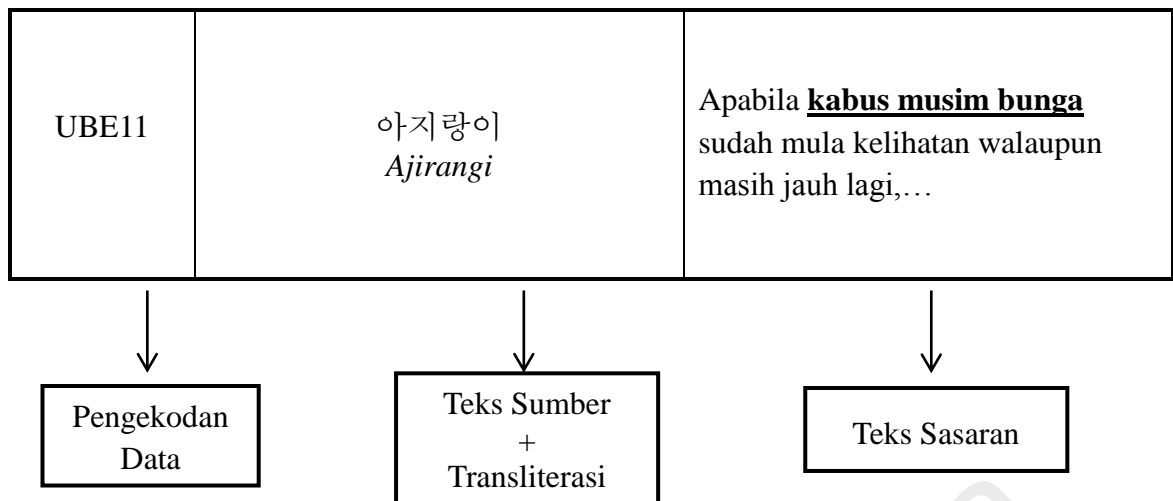 UBE11
아지랑이
Ajirangi
Apabila kabus musim bunga
sudah mula kelihatan walaupun
masih jauh lagi,…
Pengekodan
Data
Teks Sumber
+
Transliterasi
Teks Sasaran